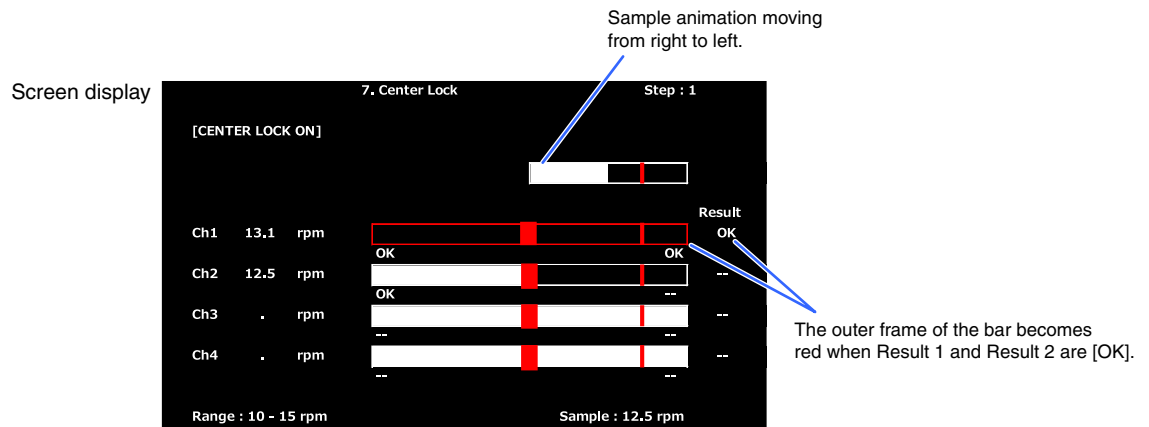 Sample animation moving
from right to left.
Screen display
7. Center Lock Step : 1
[CENTER LOCK ON]
Result
Ch1 13.1 rpm OK
OK OK
Ch2 12.5 rpm --
OK --
Ch3 . rpm --
-- --
Ch4 . rpm --
-- --
The outer frame of the bar becomes
red when Result 1 and Result 2 are [OK].
Range : 10 - 15 rpm Sample : 12.5 rpm